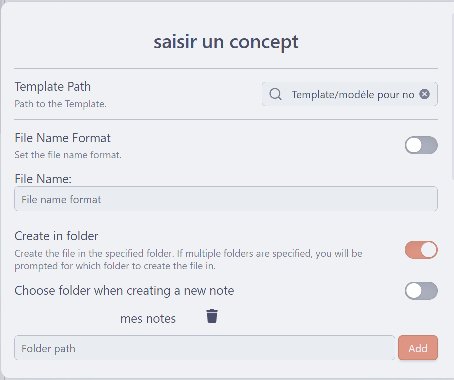 saisir un concept
Template Path
Path to the Template.
Template/modèle pour no
File Name Format
Set the file name format.
File Name:
File name format
Create in folder
Create the file in the specified folder. If multiple folders are specified, you will be
prompted for which folder to create the file in.
Choose folder when creating a new note
mes notes
Folder path
Add